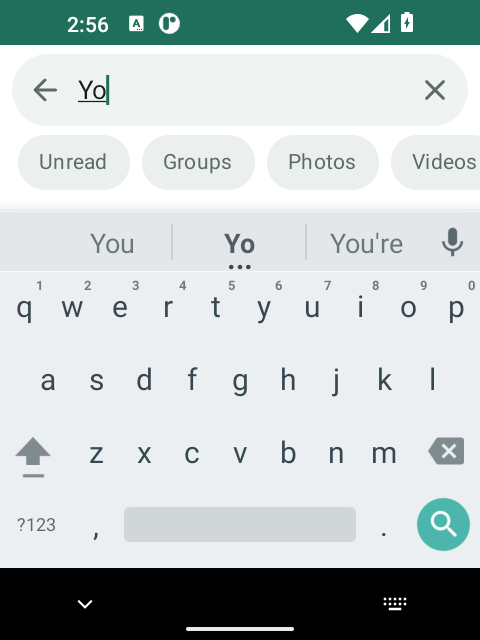 2:56 A
Yo
Unread Groups Photos Videos
You Yo You're
1 2 3 4 5 6 7 8 9 0
q w e r t y u i o p
a s d f g h j k l
z x c v b n m
?123 , .